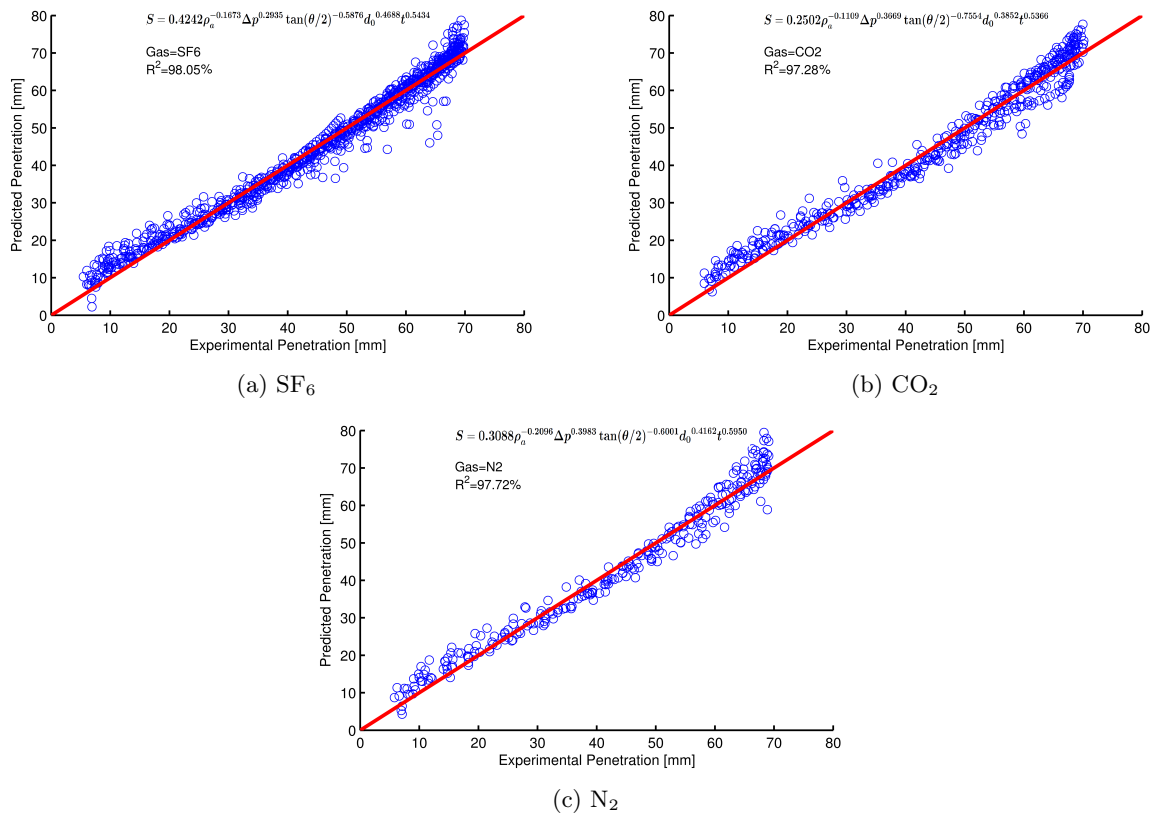 S = 0.4242ρₐ^−0.1673 Δp^0.2935 tan(θ/2)^−0.5876 d₀^0.4688 t^0.5434
Gas=SF6
R²=98.05%
Predicted Penetration [mm]
80
70
60
50
40
30
20
10
0
0 10 20 30 40 50 60 70 80
Experimental Penetration [mm]
(a) SF₆
S = 0.2502ρₐ^−0.1109 Δp^0.3669 tan(θ/2)^−0.7554 d₀^0.3852 t^0.5366
Gas=CO2
R²=97.28%
Predicted Penetration [mm]
80
70
60
50
40
30
20
10
0
0 10 20 30 40 50 60 70 80
Experimental Penetration [mm]
(b) CO₂
S = 0.3088ρₐ^−0.2096 Δp^0.3983 tan(θ/2)^−0.6001 d₀^0.4162 t^0.5950
Gas=N2
R²=97.72%
Predicted Penetration [mm]
80
70
60
50
40
30
20
10
0
0 10 20 30 40 50 60 70 80
Experimental Penetration [mm]
(c) N₂